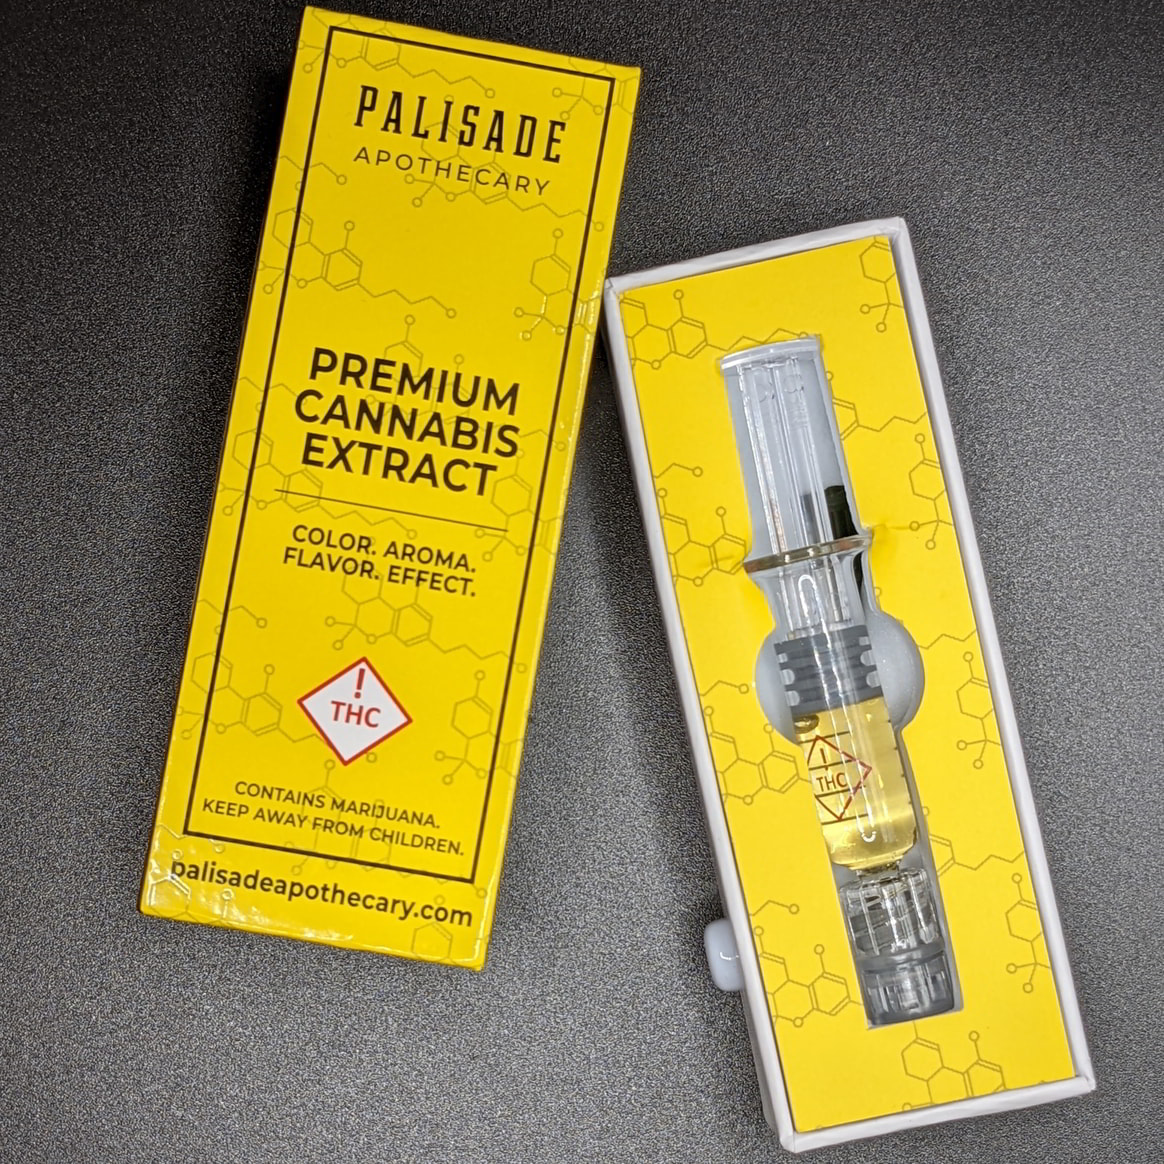 PALISADE
APOTHECARY
PREMIUM
CANNABIS
EXTRACT
COLOR. AROMA.
FLAVOR. EFFECT.
!
THC
CONTAINS MARIJUANA.
KEEP AWAY FROM CHILDREN.
palisadeapothecary.com
!
THC